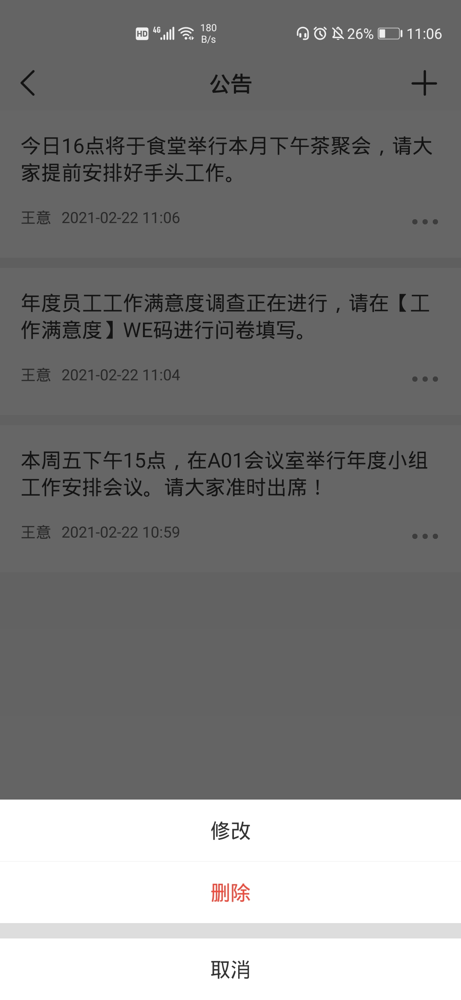 HD 4G 180 B/s 26% 11:06
公告
今日16点将于食堂举行本月下午茶聚会，请大
家提前安排好手头工作。
王意 2021-02-22 11:06
年度员工工作满意度调查正在进行，请在【工
作满意度】WE码进行问卷填写。
王意 2021-02-22 11:04
本周五下午15点，在A01会议室举行年度小组
工作安排会议。请大家准时出席！
王意 2021-02-22 10:59
修改
删除
取消